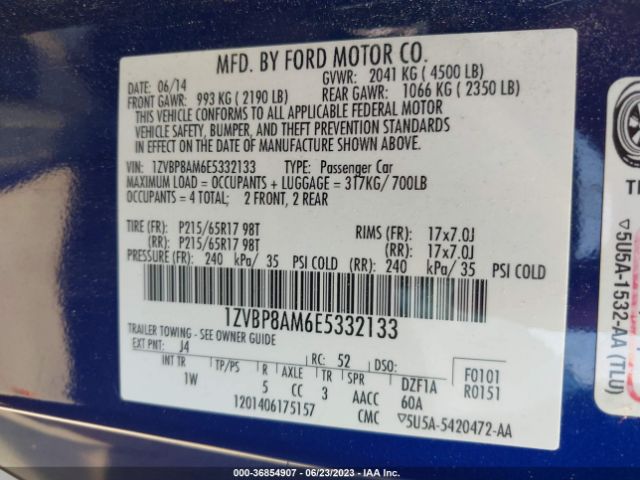 MFD. BY FORD MOTOR CO.
DATE: 06/14 GVWR: 2041 KG ( 4500 LB)
FRONT GAWR: 993 KG ( 2190 LB) REAR GAWR: 1066 KG ( 2350 LB)
THIS VEHICLE CONFORMS TO ALL APPLICABLE FEDERAL MOTOR
VEHICLE SAFETY, BUMPER, AND THEFT PREVENTION STANDARDS
IN EFFECT ON THE DATE OF MANUFACTURE SHOWN ABOVE.
VIN: 1ZVBP8AM6E5332133 TYPE: Passenger Car
MAXIMUM LOAD = OCCUPANTS + LUGGAGE = 317KG/ 700LB
OCCUPANTS = 4 TOTAL; 2 FRONT, 2 REAR
TIRE (FR): P215/65R17 98T RIMS (FR): 17x7.0J
(RR): P215/65R17 98T (RR): 17x7.0J
PRESSURE (FR): 240 kPa/ 35 PSI COLD (RR): 240 kPa/ 35 PSI COLD
1ZVBP8AM6E5332133
TRAILER TOWING - SEE OWNER GUIDE
EXT PNT: J4 RC: 52 DSO:
INT TR TP/PS R AXLE TR SPR DZF1A F0101
1W 5 CC 3 AACC 60A R0151
1201406175157 CMC ▽5U5A-5420472-AA
▽5U5A-1532-AA (TLU)
000-36854907 - 06/23/2023 - IAA Inc.